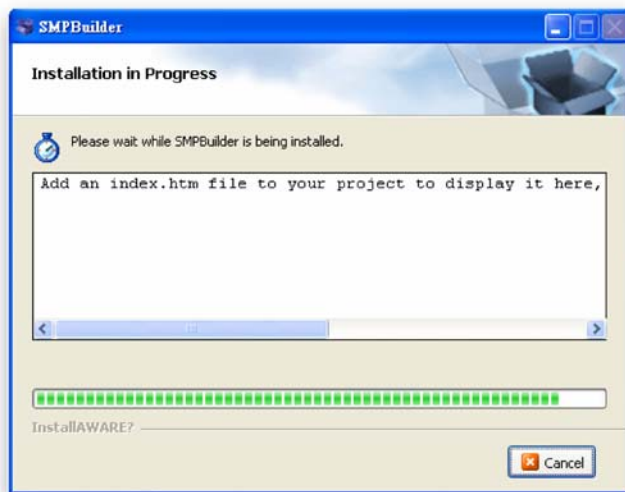 SMPBuilder
Installation in Progress
Please wait while SMPBuilder is being installed.
Add an index.htm file to your project to display it here,
InstallAWARE?
Cancel